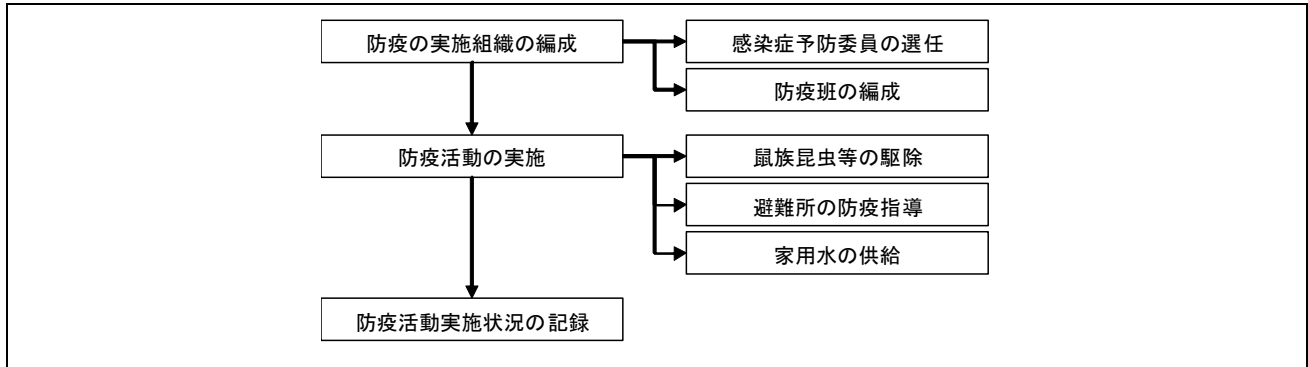 防疫の実施組織の編成
感染症予防委員の選任
防疫班の編成
防疫活動の実施
鼠族昆虫等の駆除
避難所の防疫指導
家用水の供給
防疫活動実施状況の記録